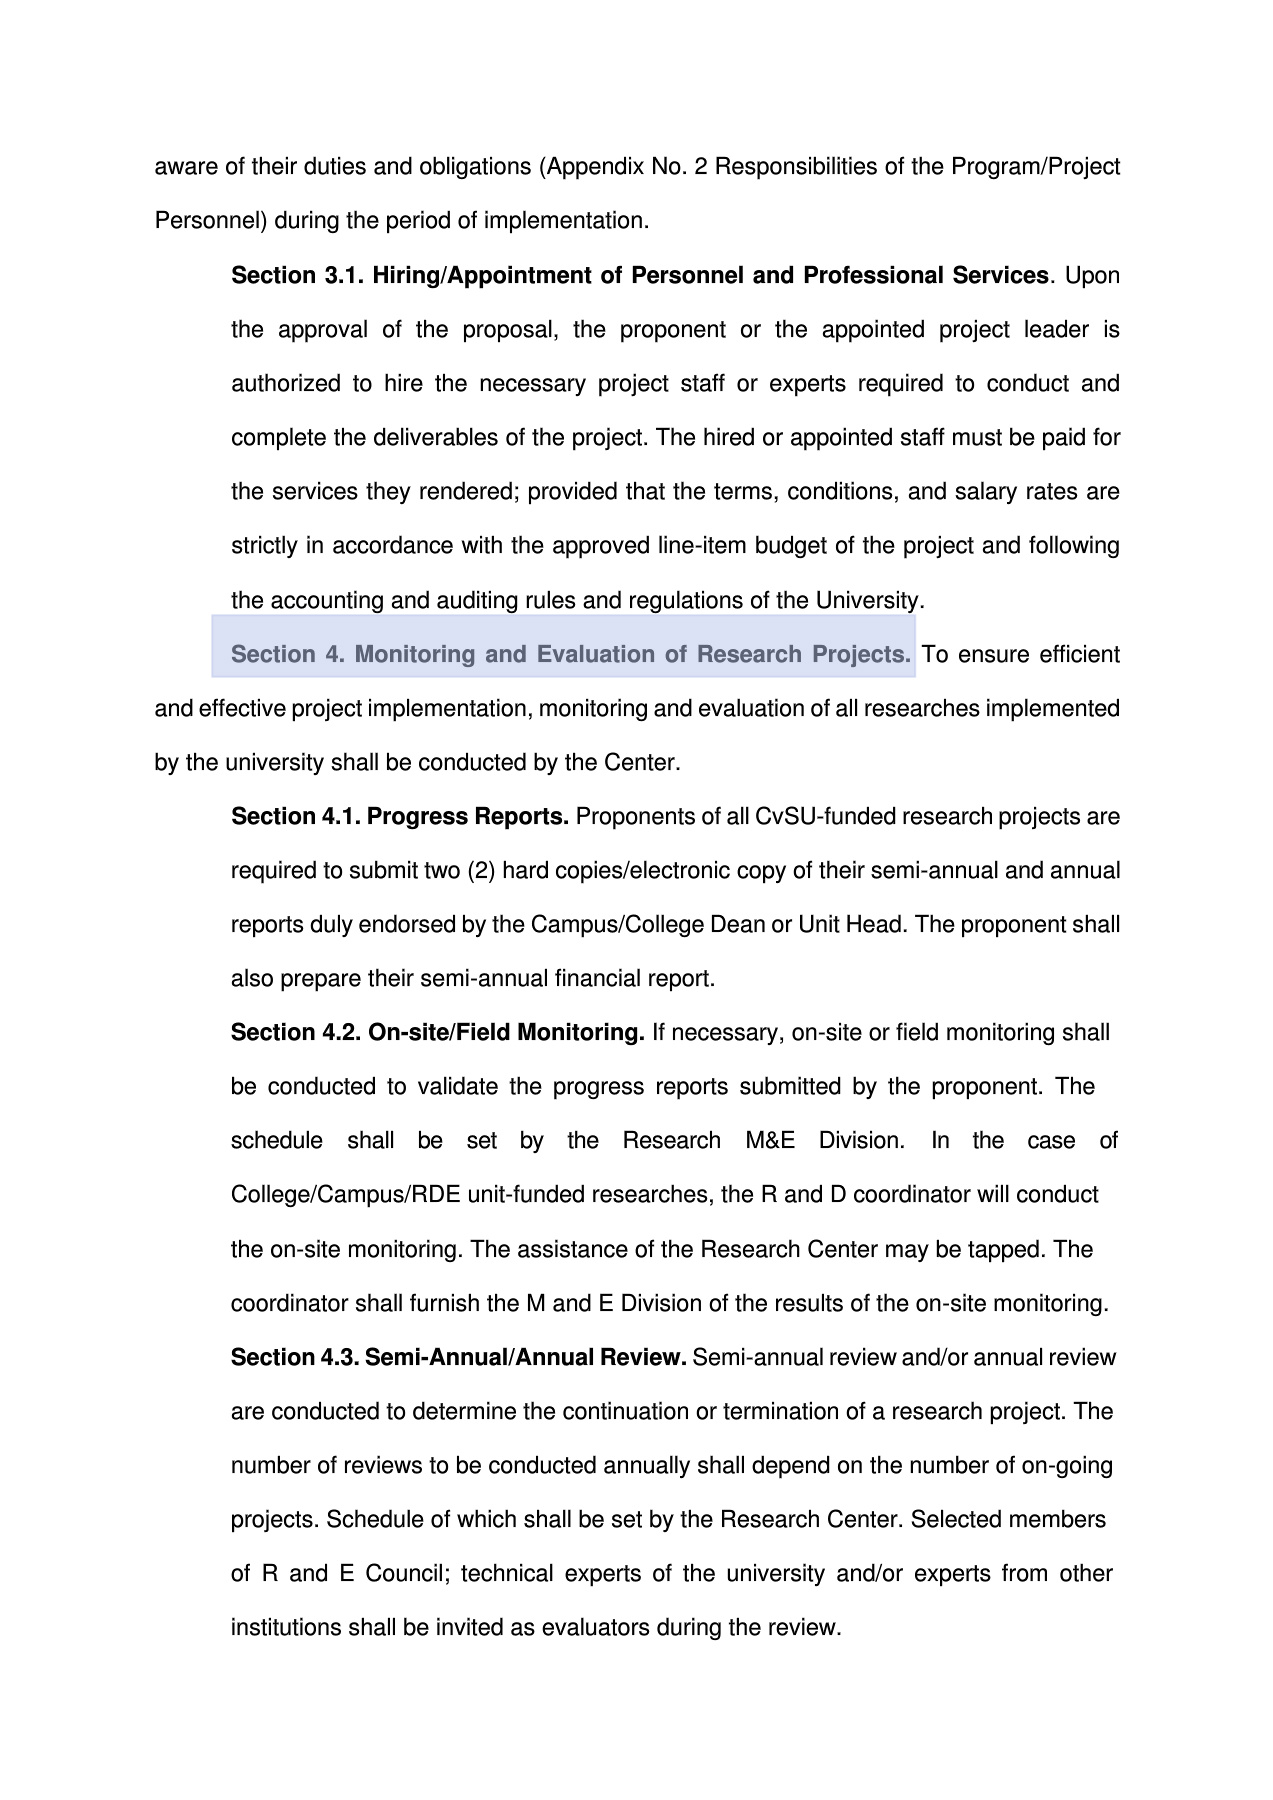 aware of their duties and obligations (Appendix No. 2 Responsibilities of the Program/Project
Personnel) during the period of implementation.
Section 3.1. Hiring/Appointment of Personnel and Professional Services. Upon
the approval of the proposal, the proponent or the appointed project leader is
authorized to hire the necessary project staff or experts required to conduct and
complete the deliverables of the project. The hired or appointed staff must be paid for
the services they rendered; provided that the terms, conditions, and salary rates are
strictly in accordance with the approved line-item budget of the project and following
the accounting and auditing rules and regulations of the University.
Section 4. Monitoring and Evaluation of Research Projects. To ensure efficient
and effective project implementation, monitoring and evaluation of all researches implemented
by the university shall be conducted by the Center.
Section 4.1. Progress Reports. Proponents of all CvSU-funded research projects are
required to submit two (2) hard copies/electronic copy of their semi-annual and annual
reports duly endorsed by the Campus/College Dean or Unit Head. The proponent shall
also prepare their semi-annual financial report.
Section 4.2. On-site/Field Monitoring. If necessary, on-site or field monitoring shall
be conducted to validate the progress reports submitted by the proponent. The
schedule shall be set by the Research M&E Division. In the case of
College/Campus/RDE unit-funded researches, the R and D coordinator will conduct
the on-site monitoring. The assistance of the Research Center may be tapped. The
coordinator shall furnish the M and E Division of the results of the on-site monitoring.
Section 4.3. Semi-Annual/Annual Review. Semi-annual review and/or annual review
are conducted to determine the continuation or termination of a research project. The
number of reviews to be conducted annually shall depend on the number of on-going
projects. Schedule of which shall be set by the Research Center. Selected members
of R and E Council; technical experts of the university and/or experts from other
institutions shall be invited as evaluators during the review.